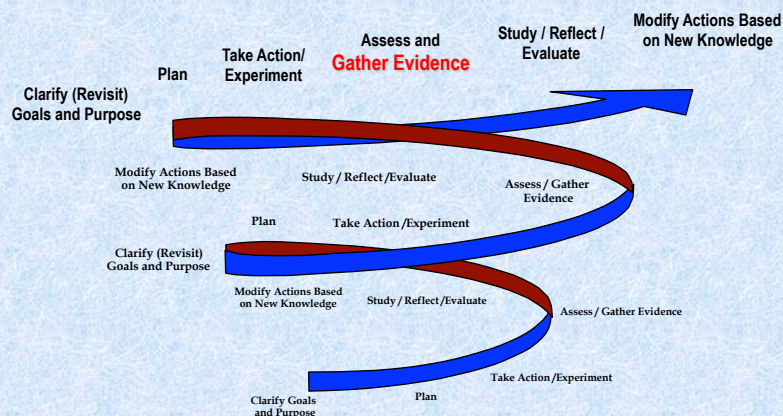 Modify Actions Based
on New Knowledge
Study / Reflect /
Evaluate
Assess and
Gather Evidence
Take Action/
Experiment
Plan
Clarify (Revisit)
Goals and Purpose
Modify Actions Based
on New Knowledge
Study / Reflect /Evaluate
Assess / Gather
Evidence
Plan
Take Action /Experiment
Clarify (Revisit)
Goals and Purpose
Modify Actions Based
on New Knowledge
Study / Reflect/Evaluate
Assess / Gather Evidence
Take Action /Experiment
Plan
Clarify Goals
and Purpose